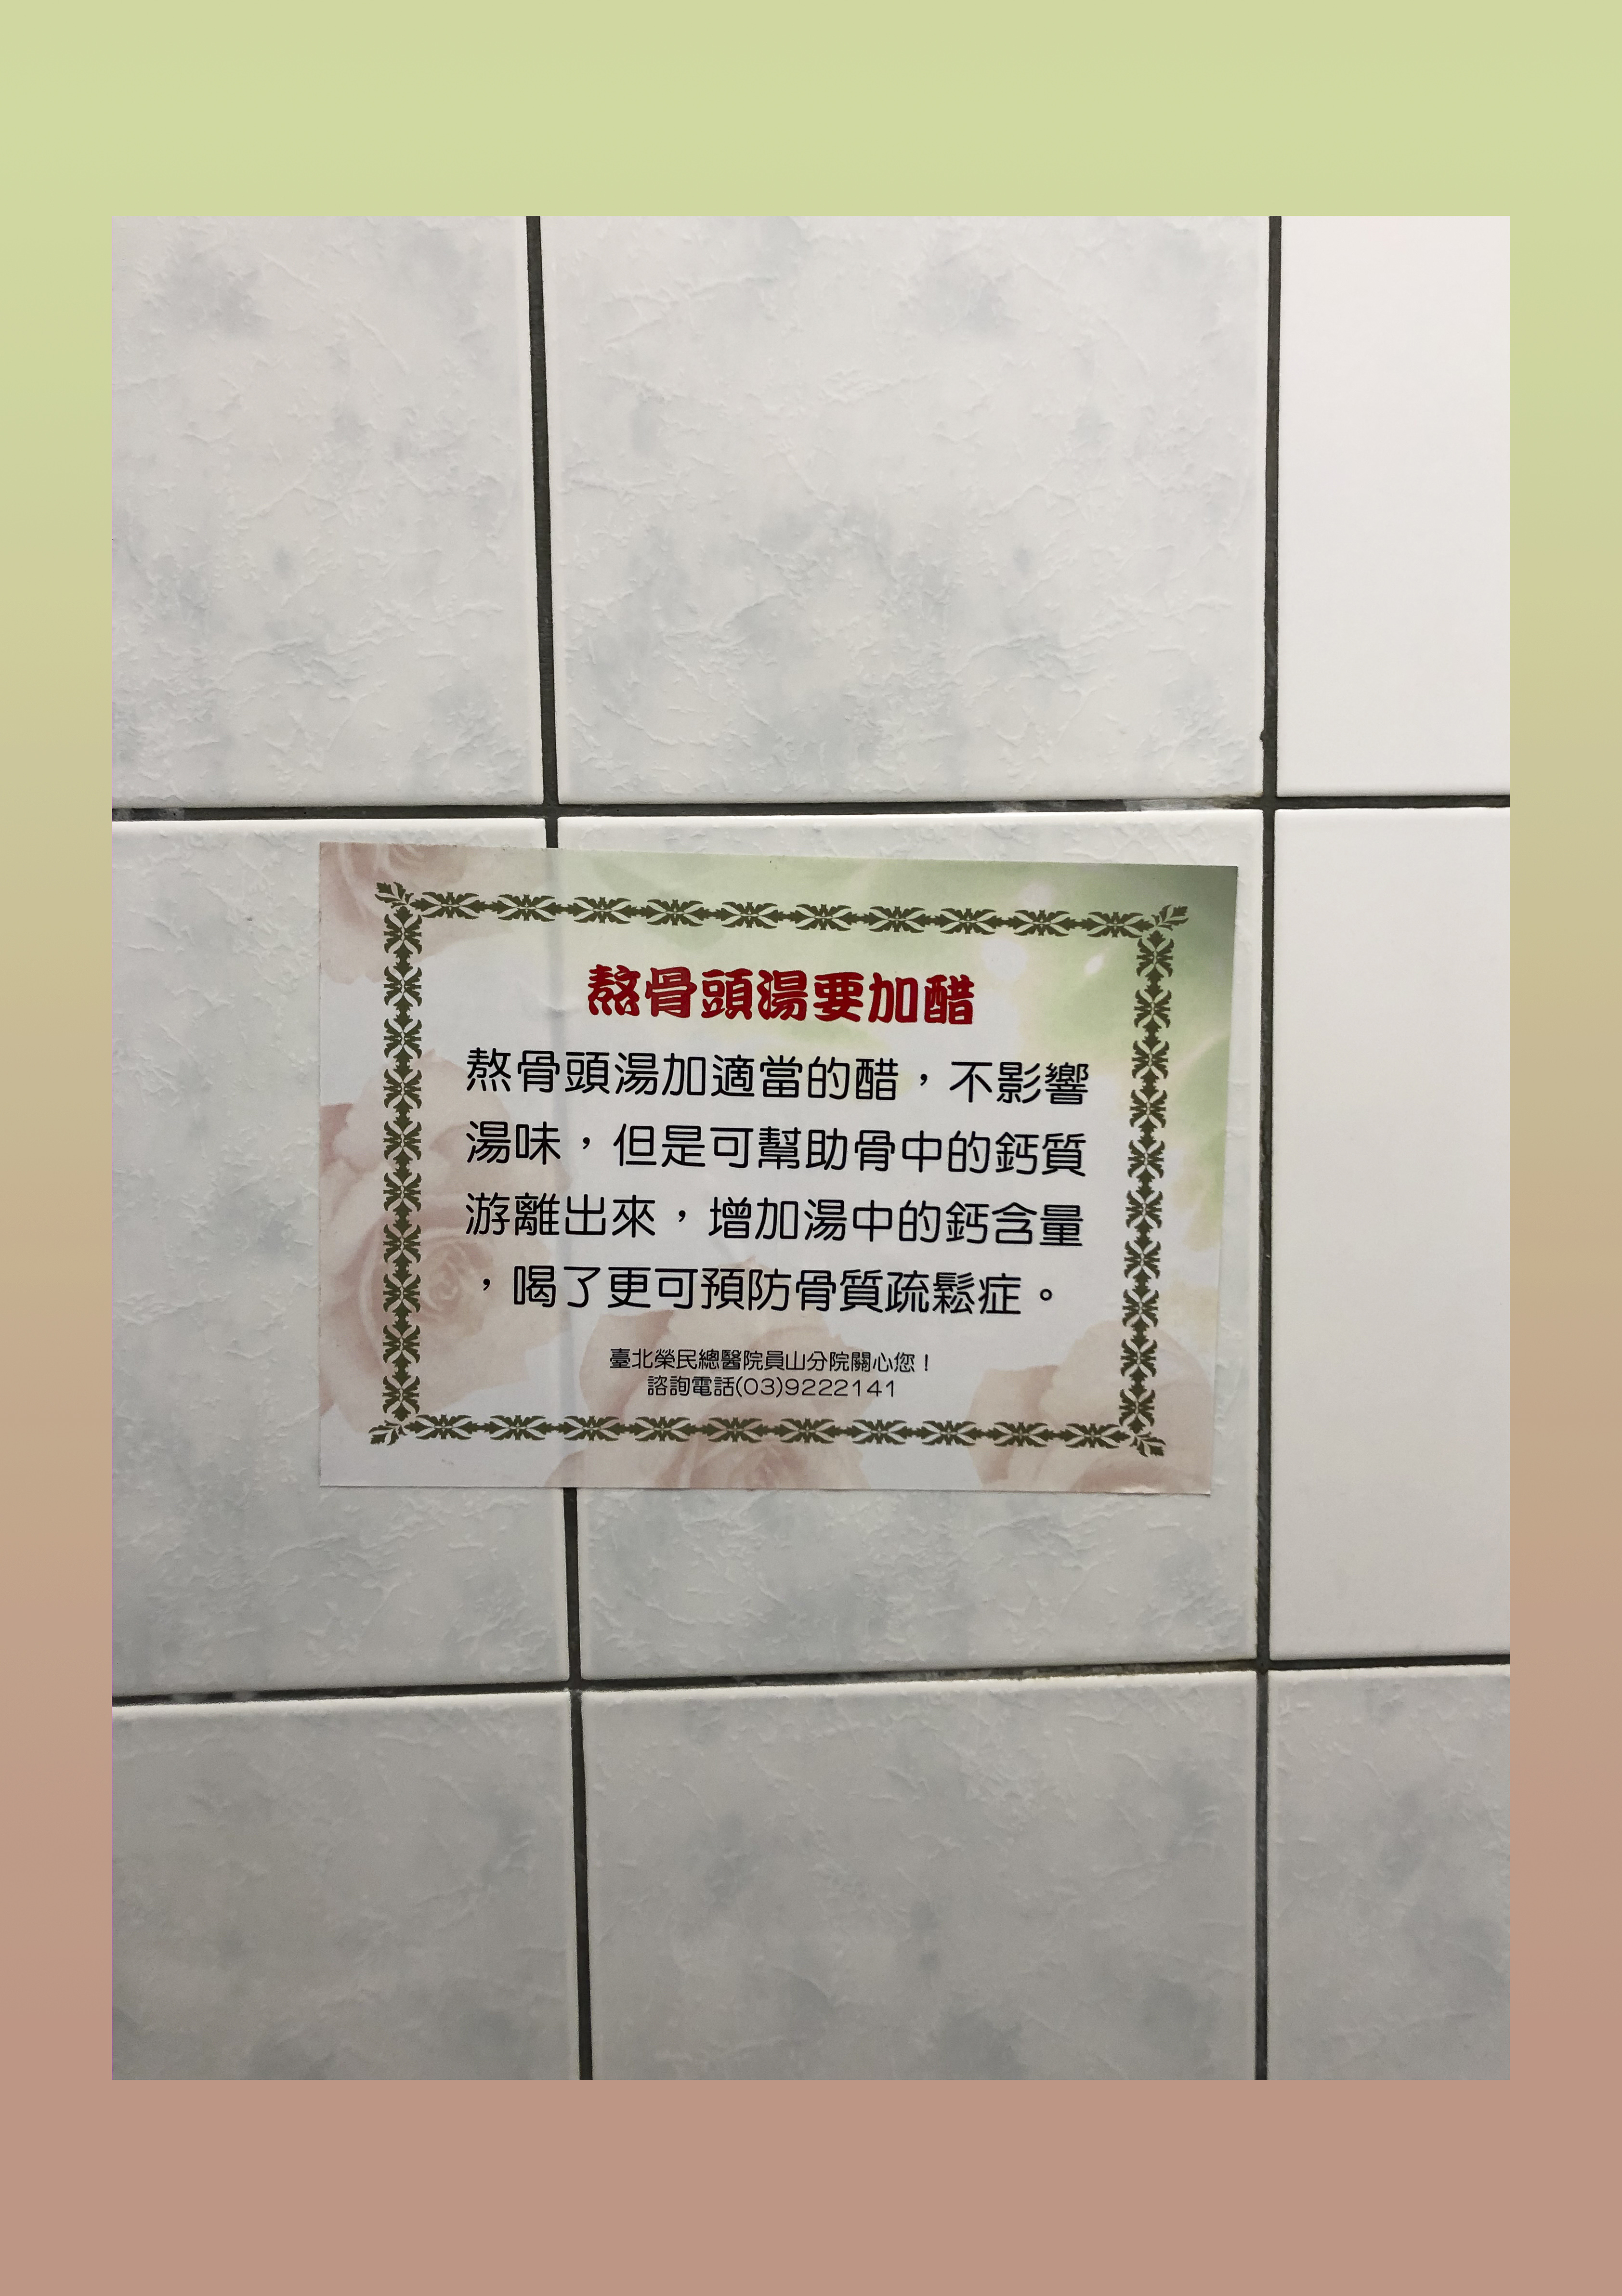 熬骨頭湯要加醋
熬骨頭湯加適當的醋，不影響
湯味，但是可幫助骨中的鈣質
游離出來，增加湯中的鈣含量
，喝了更可預防骨質疏鬆症。
臺北榮民總醫院員山分院關心您！
諮詢電話(03)9222141